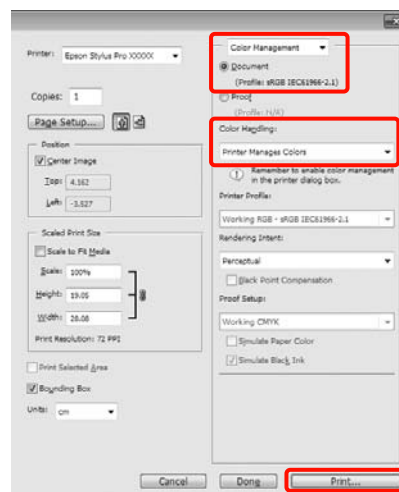 Printer: Epson Stylus Pro XXXXX
Copies: 1
Page Setup...
Position
Center Image
Top: 4.162
Left: -3.527
Scaled Print Size
Scale to Fit Media
Scale: 100%
Height: 19.05
Width: 28.08
Print Resolution: 72 PPI
Print Selected Area
Bounding Box
Units: cm
Color Management
Document
(Profile: sRGB IEC61966-2.1)
Proof
(Profile: N/A)
Color Handling:
Printer Manages Colors
Remember to enable color management
in the printer dialog box.
Printer Profile:
Working RGB - sRGB IEC61966-2.1
Rendering Intent:
Perceptual
Black Point Compensation
Proof Setup:
Working CMYK
Simulate Paper Color
Simulate Black Ink
Cancel
Done
Print...